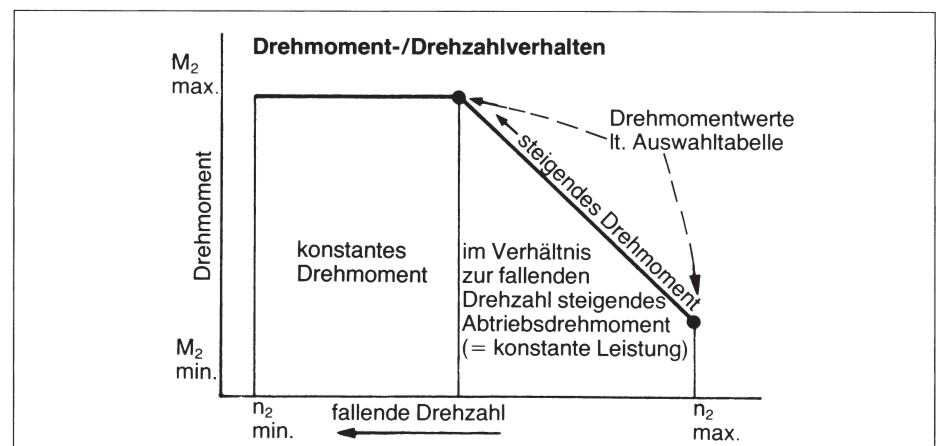 Drehmoment-/Drehzahlverhalten
M₂
max.
Drehmomentwerte
lt. Auswahltabelle
steigendes Drehmoment
Drehmoment
konstantes
Drehmoment
im Verhältnis
zur fallenden
Drehzahl steigendes
Abtriebsdrehmoment
(= konstante Leistung)
M₂
min.
n₂
min.
fallende Drehzahl
n₂
max.